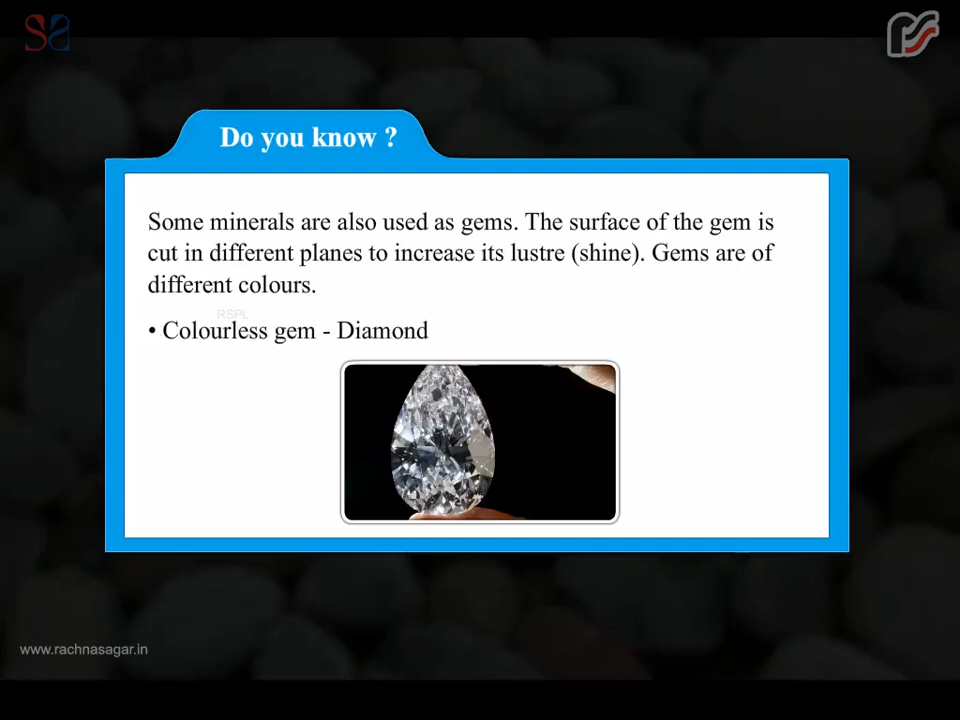 Do you know ?
Some minerals are also used as gems. The surface of the gem is
cut in different planes to increase its lustre (shine). Gems are of
different colours.
RSPL
• Colourless gem - Diamond
www.rachnasagar.in